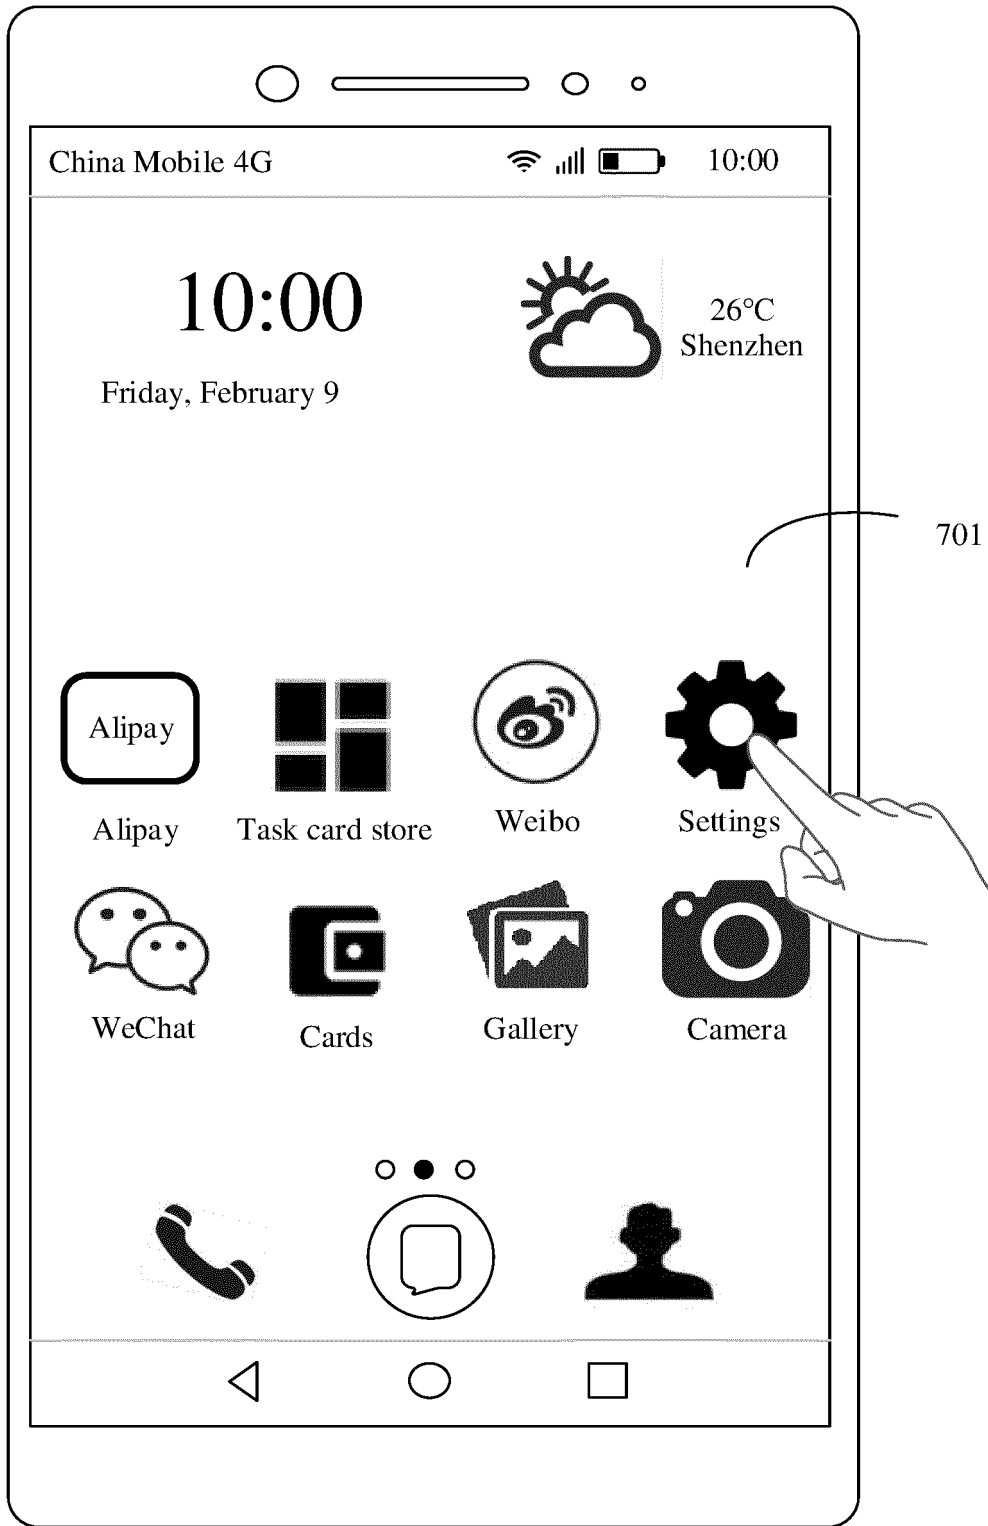 China Mobile 4G 10:00
10:00
26°C
Shenzhen
Friday, February 9
701
Alipay
Alipay
Task card store
Weibo
Settings
WeChat
Cards
Gallery
Camera